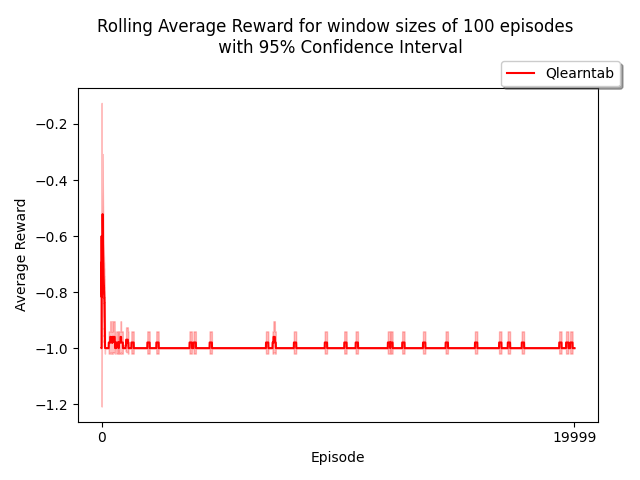 Rolling Average Reward for window sizes of 100 episodes
with 95% Confidence Interval
Qlearntab
−0.2
−0.4
−0.6
−0.8
−1.0
−1.2
Average Reward
0
19999
Episode